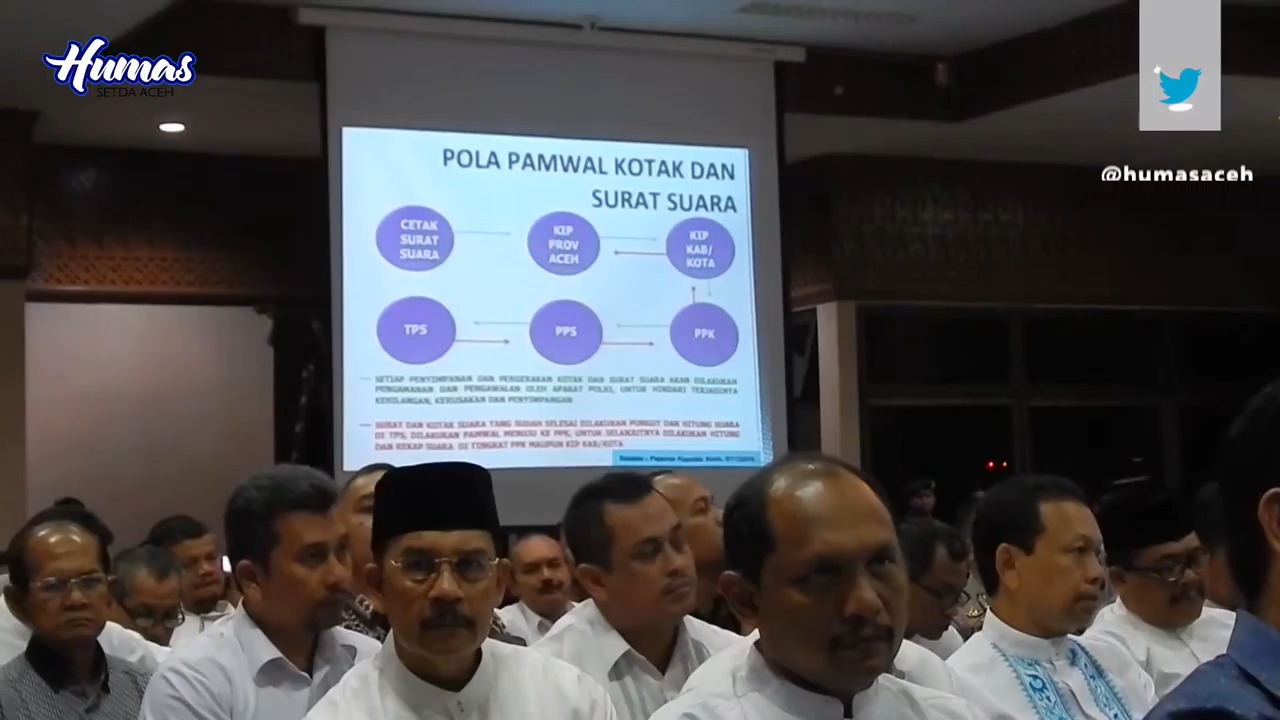 Humas
SETDA ACEH
@humasaceh
POLA PAMWAL KOTAK DAN
SURAT SUARA
CETAK
SURAT
SUARA
KIP
PROV
ACEH
KIP
KAB/
KOTA
TPS
PPS
PPK
SETIAP PENYIMPANAN DAN PERGERAKAN KOTAK DAN SURAT SUARA AKAN DILAKUKAN
PENGAMANAN DAN PENGAWALAN OLEH APARAT POLRI, UNTUK HINDARI TERJADINYA
KEHILANGAN, KERUSAKAN DAN PENYIMPANGAN
SURAT DAN KOTAK SUARA YANG SUDAH SELESAI DILAKUKAN PUNGUT DAN HITUNG SUARA
DI TPS, DILAKUKAN PAMWAL MENUJU KE PPK, UNTUK SELANJUTNYA DILAKUKAN HITUNG
DAN REKAP SUARA DI TINGKAT PPK MAUPUN KIP KAB/KOTA